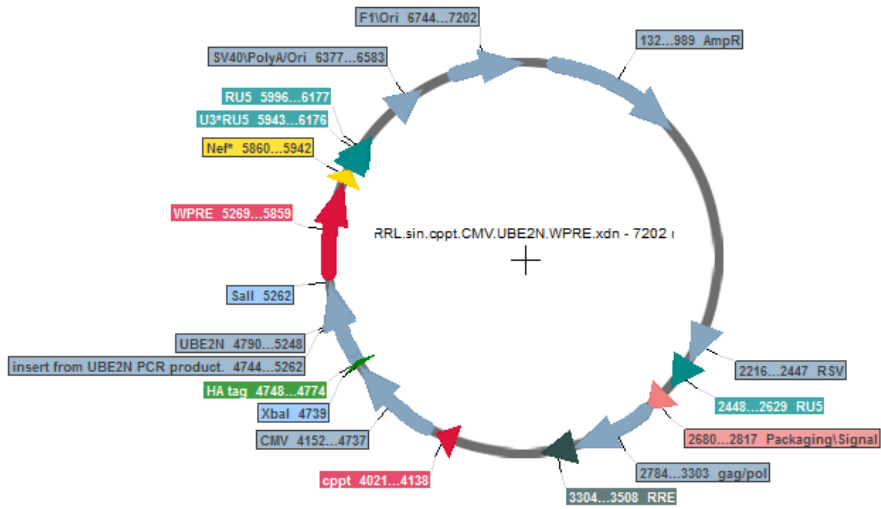 F1\Ori 6744...7202
132...989 AmpR
SV40\PolyA/Ori 6377...6583
RU5 5996...6177
U3*RU5 5943...6176
Nef* 5860...5942
WPRE 5269...5859
RRL.sin.cppt.CMV.UBE2N.WPRE.xdn - 7202
SalI 5262
UBE2N 4790...5248
insert from UBE2N PCR product. 4744...5262
HA tag 4748...4774
XbaI 4739
CMV 4152...4737
cppt 4021...4138
2216...2447 RSV
2448...2629 RU5
2680...2817 Packaging\Signal
2784...3303 gag/pol
3304...3508 RRE